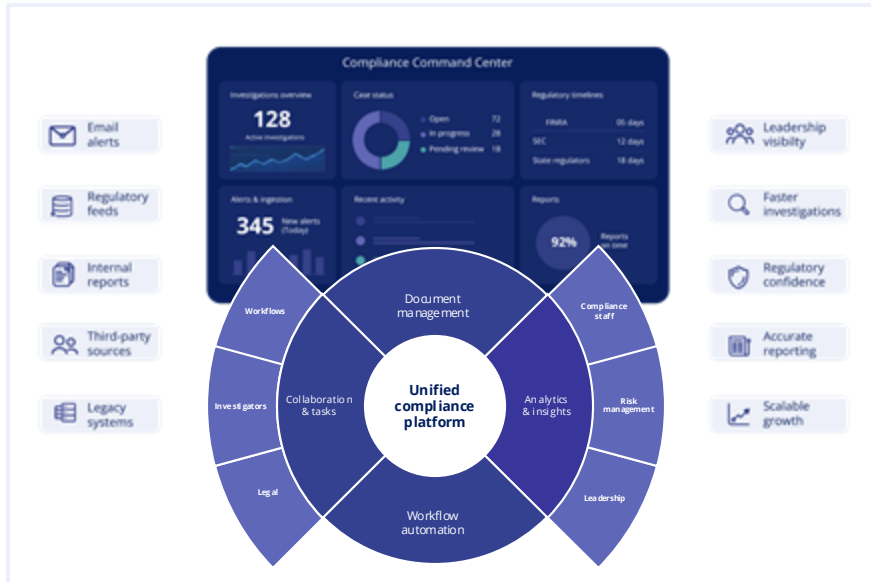 Compliance Command Center
Investigations overview
128
Active investigations
Case status
Open 72
In progress 28
Pending review 18
Regulatory timelines
FINRA 05 days
SEC 12 days
State regulators 18 days
Alerts & ingestion
345
New alerts
(Today)
Recent activity
Reports
92%
Reports
on time
Email
alerts
Regulatory
feeds
Internal
reports
Third-party
sources
Legacy
systems
Workflows
Investigators
Legal
Document
management
Collaboration
& tasks
Unified
compliance
platform
Analytics
& insights
Workflow
automation
Compliance
staff
Risk
management
Leadership
Leadership
visibilty
Faster
investigations
Regulatory
confidence
Accurate
reporting
Scalable
growth